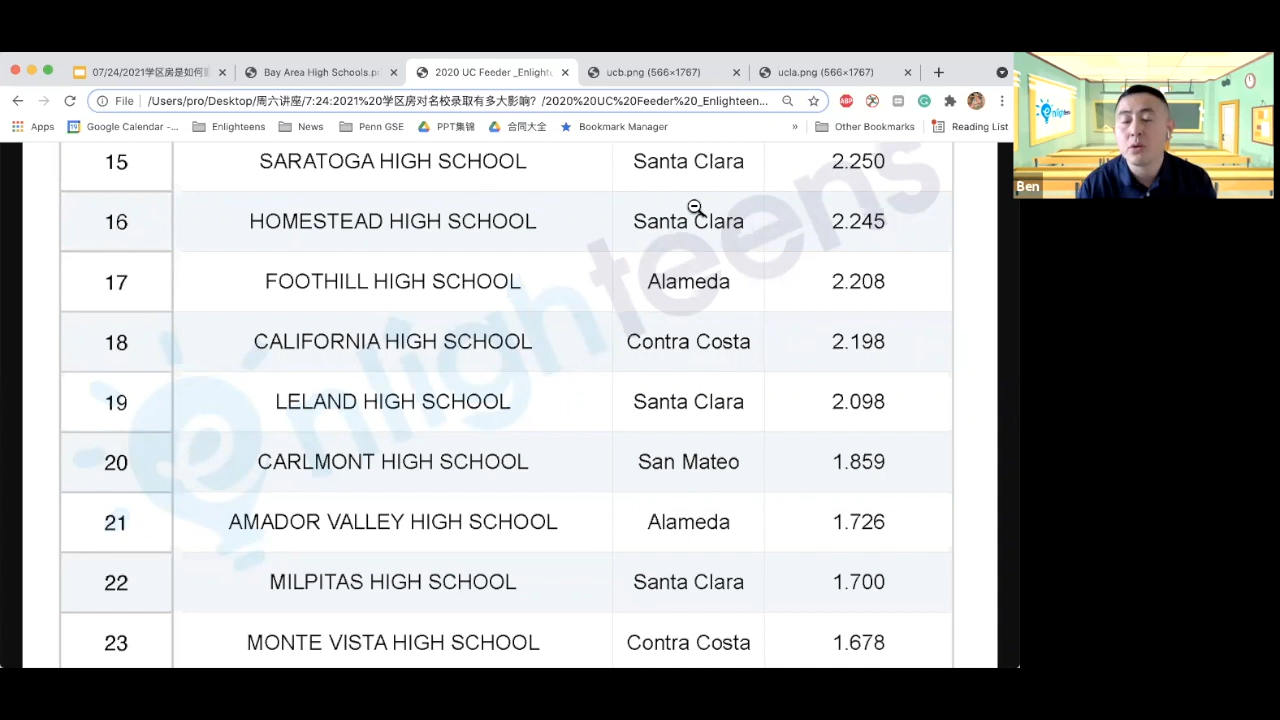 07/24/2021学区房是如何
Bay Area High Schools.p
2020 UC Feeder _Enlight
ucb.png (566×1767)
ucla.png (566×1767)
File
/Users/pro/Desktop/周六讲座/7:24:2021%20学区房对名校录取有多大影响？/2020%20UC%20Feeder%20_Enlighteen...
ABP
Apps
Google Calendar -...
Enlighteens
News
Penn GSE
PPT集锦
合同大全
Bookmark Manager
»
Other Bookmarks
Reading List
enlighteens
Ben
15 SARATOGA HIGH SCHOOL Santa Clara 2.250
16 HOMESTEAD HIGH SCHOOL Santa Clara 2.245
17 FOOTHILL HIGH SCHOOL Alameda 2.208
18 CALIFORNIA HIGH SCHOOL Contra Costa 2.198
19 LELAND HIGH SCHOOL Santa Clara 2.098
20 CARLMONT HIGH SCHOOL San Mateo 1.859
21 AMADOR VALLEY HIGH SCHOOL Alameda 1.726
22 MILPITAS HIGH SCHOOL Santa Clara 1.700
23 MONTE VISTA HIGH SCHOOL Contra Costa 1.678
enlighteens